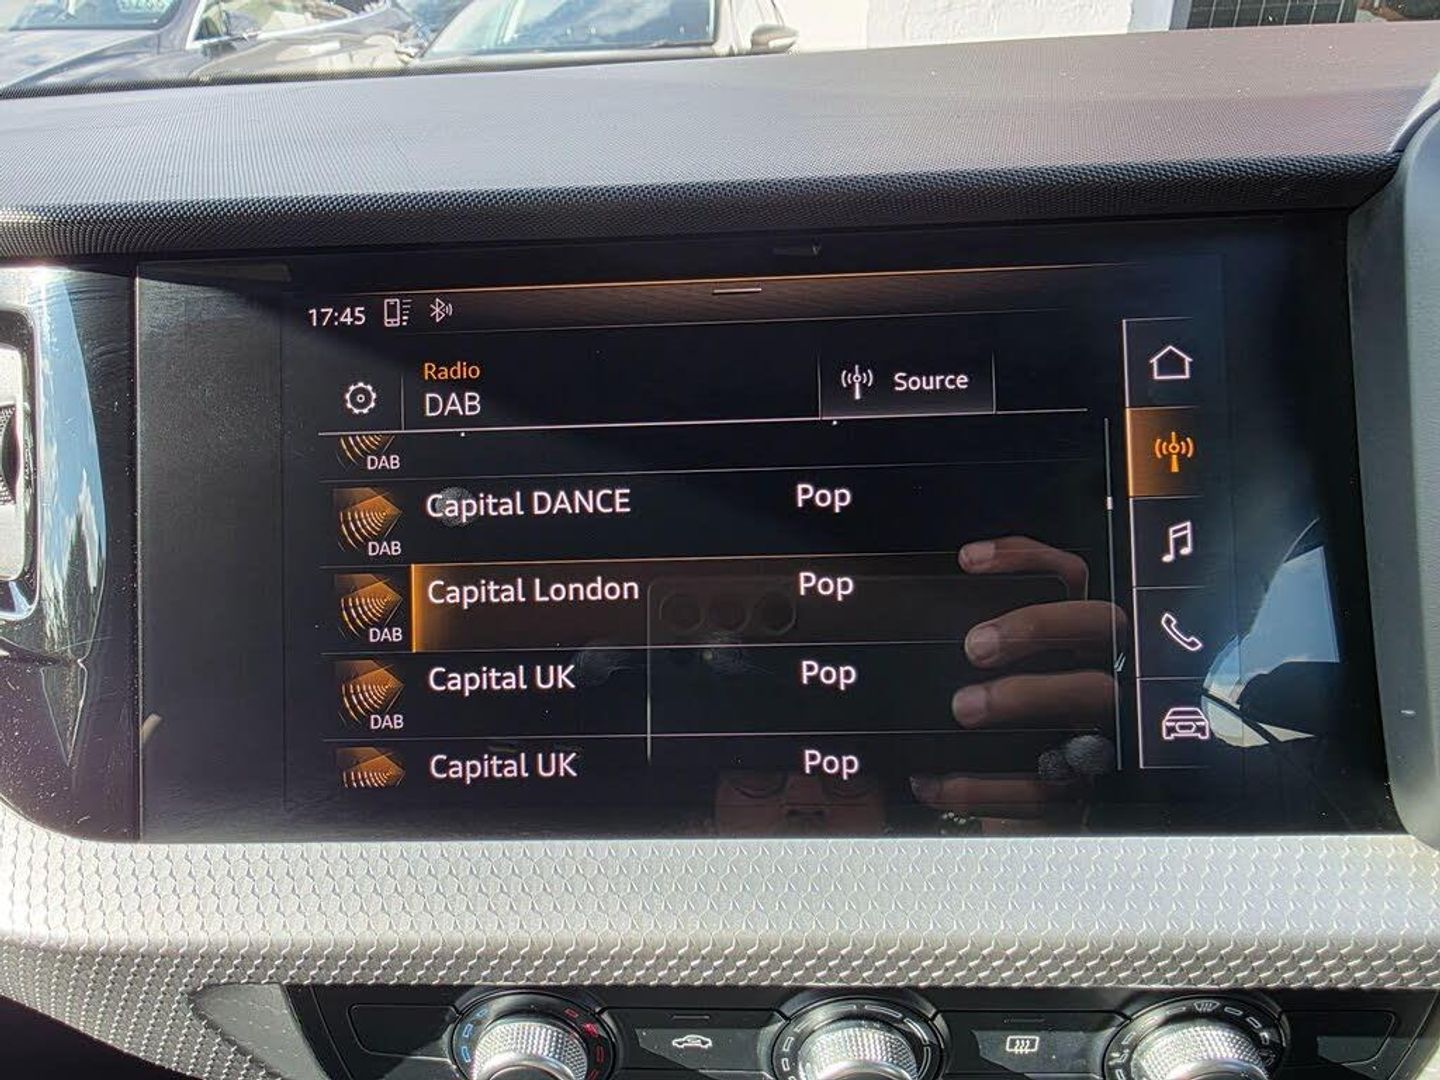 17:45
Radio
DAB
Source
DAB
Capital DANCE Pop
DAB
Capital London Pop
DAB
Capital UK Pop
DAB
Capital UK Pop